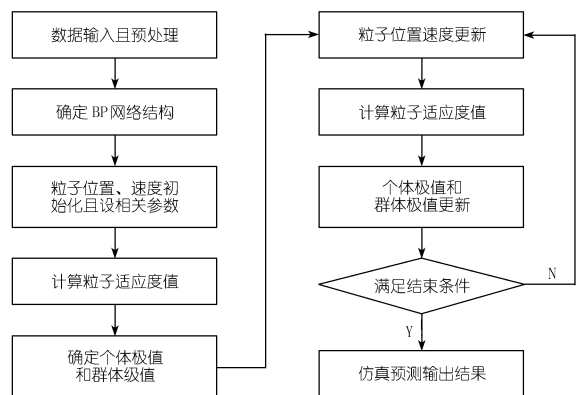 数据输入且预处理
确定 BP 网络结构
粒子位置、速度初
始化且设相关参数
计算粒子适应度值
确定个体极值
和群体级值
粒子位置速度更新
计算粒子适应度值
个体极值和
群体极值更新
满足结束条件
N
Y
仿真预测输出结果